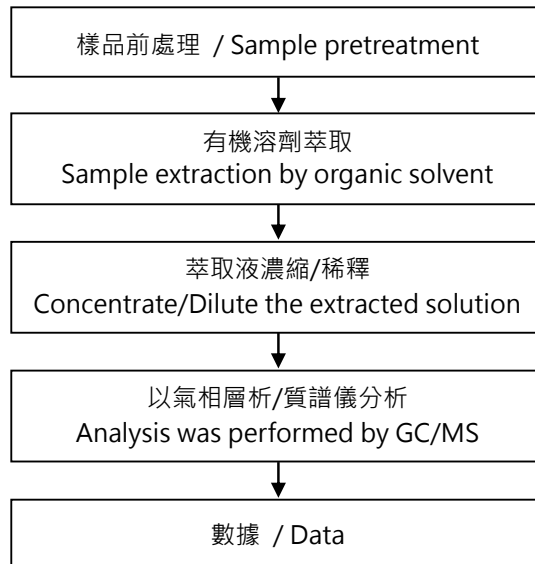 樣品前處理 / Sample pretreatment
有機溶劑萃取
Sample extraction by organic solvent
萃取液濃縮/稀釋
Concentrate/Dilute the extracted solution
以氣相層析/質譜儀分析
Analysis was performed by GC/MS
數據 / Data